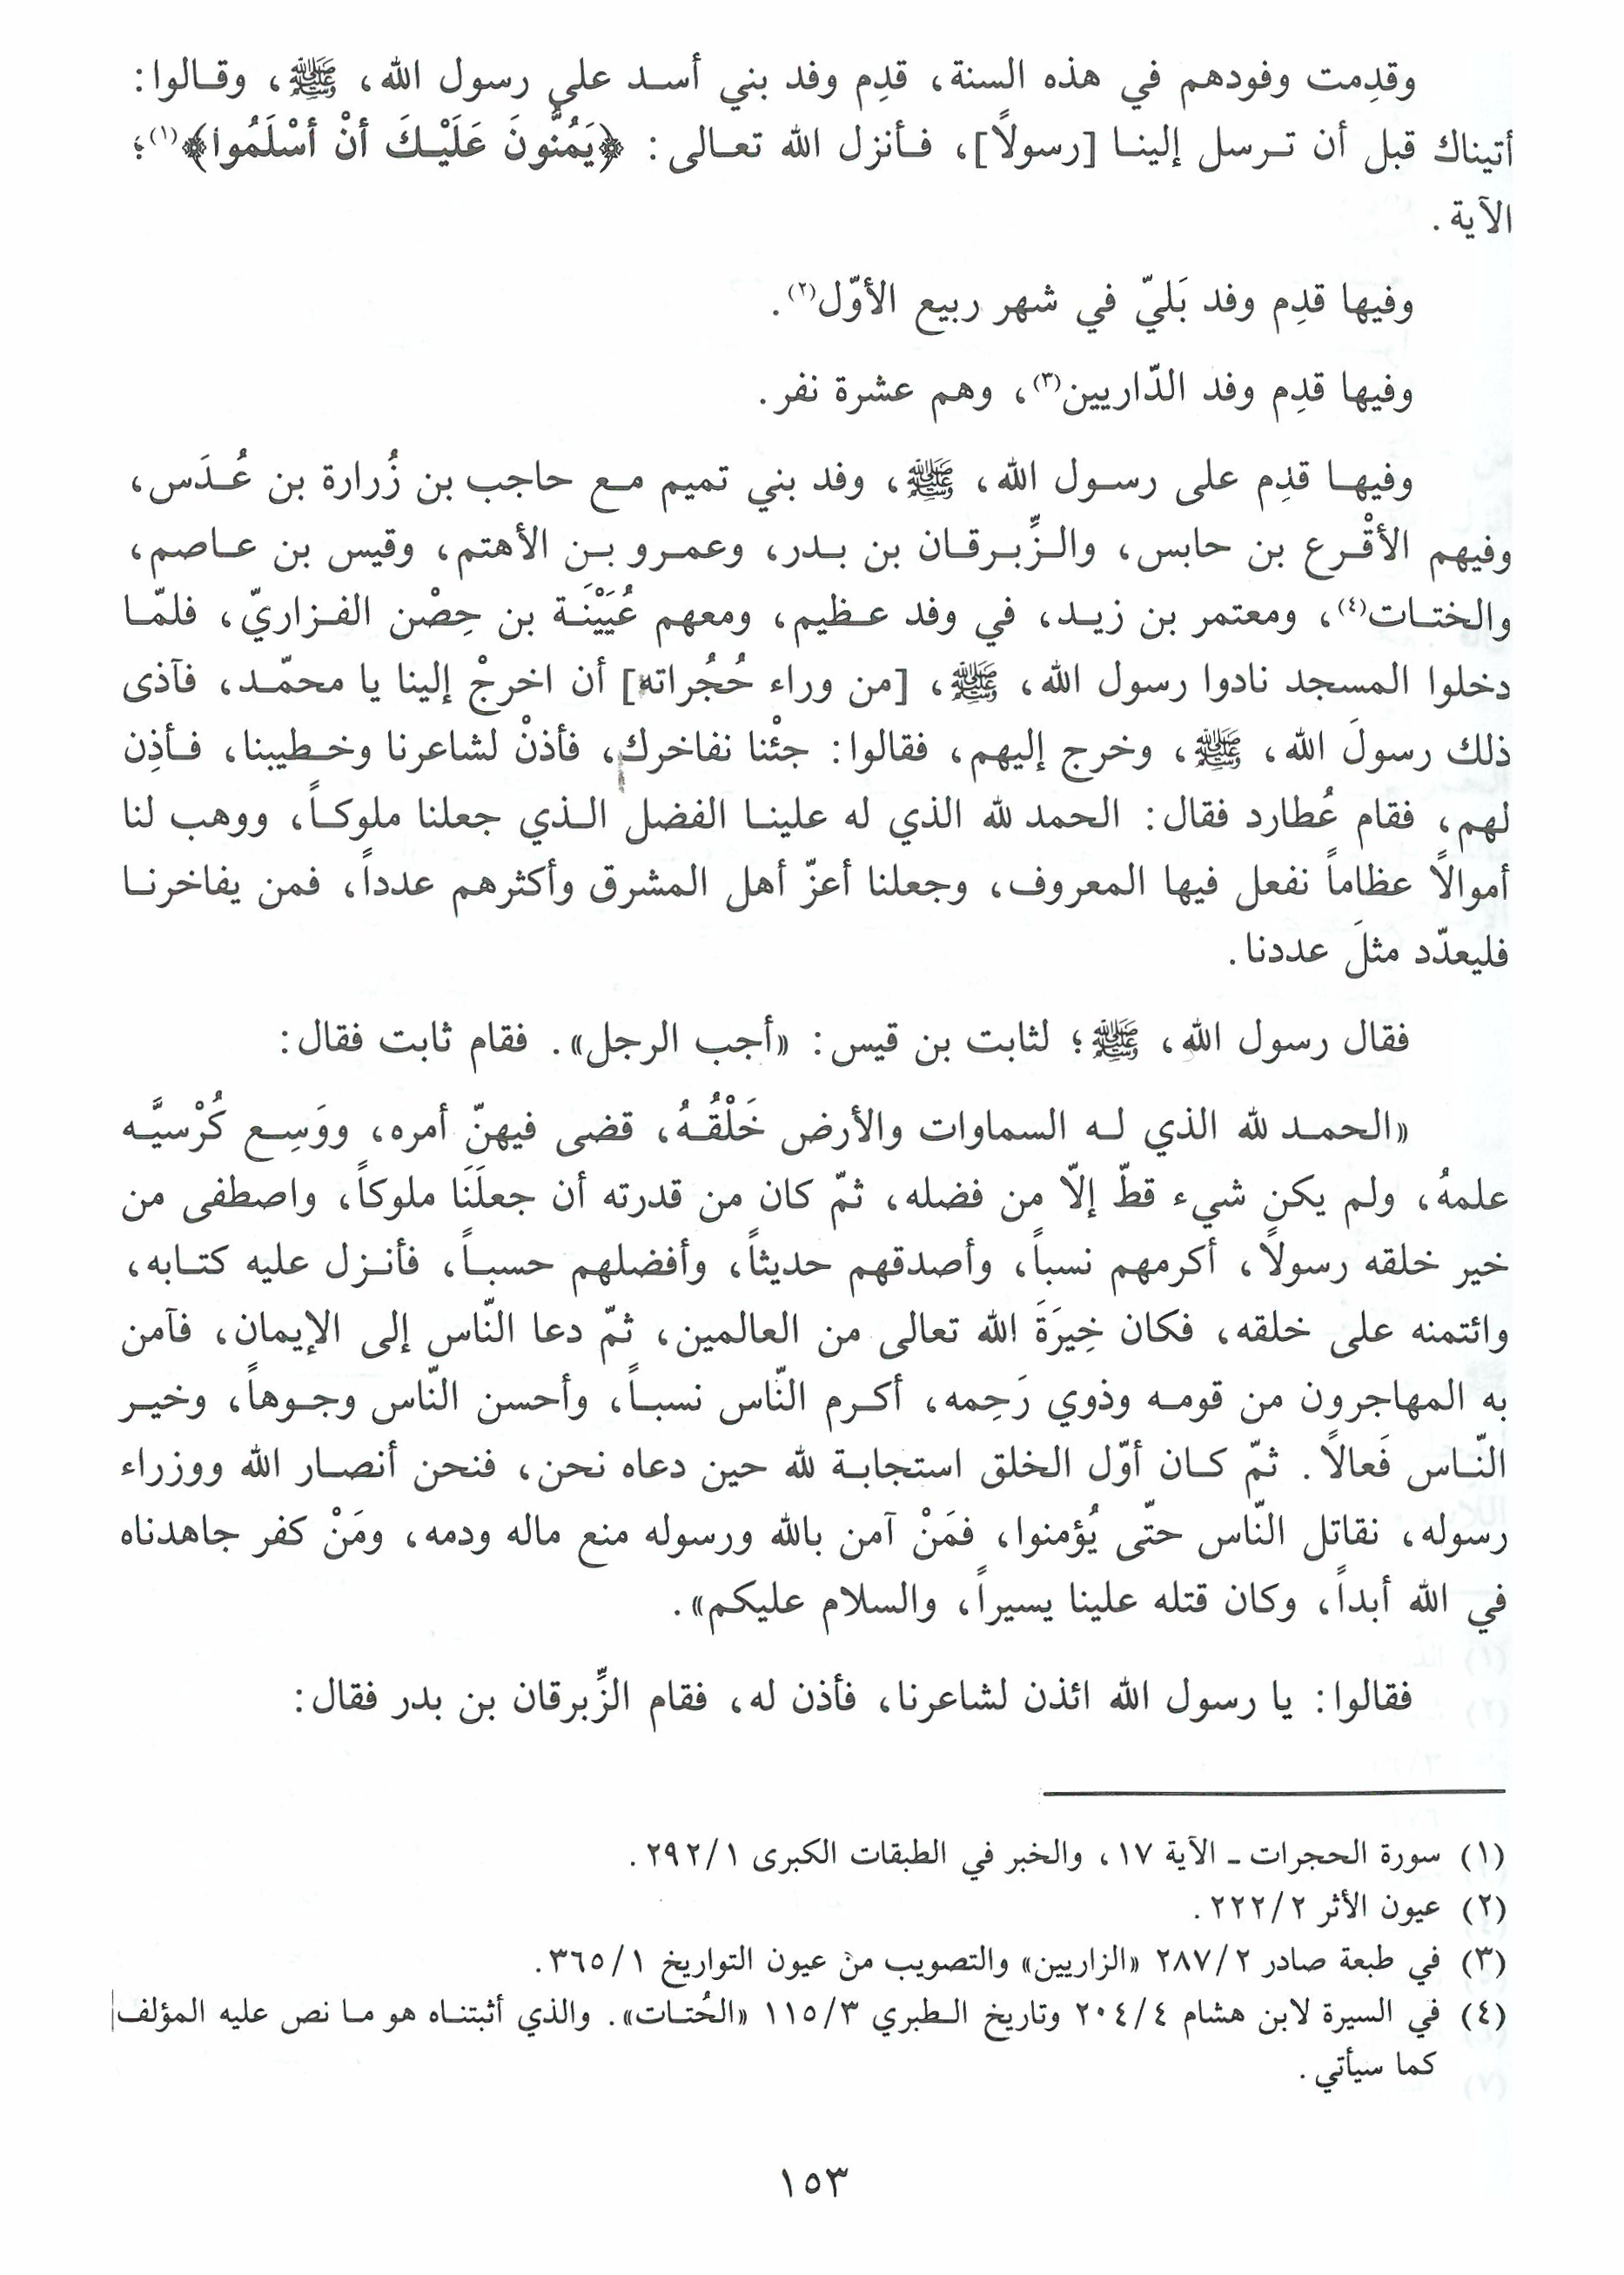 وقدِمت وفودهم في هذه السنة، قدِم وفد بني أسد على رسول الله، ﷺ، وقالوا:
أتيناك قبل أن ترسل إلينا [رسولاً]، فأنزل الله تعالى: ﴿يَمُنُّونَ عَلَيْكَ أنْ أسْلَمُوا﴾(١)؛
الآية.
وفيها قدِم وفد بَليّ في شهر ربيع الأوّل(٢).
وفيها قدِم وفد الدّاريين(٣)، وهم عشرة نفر.
وفيها قدِم على رسول الله، ﷺ، وفد بني تميم مع حاجب بن زُرارة بن عُدَس،
وفيهم الأقْرع بن حابس، والزِّبرقان بن بدر، وعمرو بن الأهتم، وقيس بن عاصم،
والختات(٤)، ومعتمر بن زيد، في وفد عظيم، ومعهم عُيَيْنَة بن حِصْن الفزاريّ، فلمّا
دخلوا المسجد نادوا رسول الله، ﷺ، [من وراء حُجُراته] أن اخرجْ إلينا يا محمّد، فآذى
ذلك رسولَ الله، ﷺ، وخرج إليهم، فقالوا: جئْنا نفاخرك، فأذنْ لشاعرنا وخطيبنا، فأذِن
لهم، فقام عُطارد فقال: الحمد لله الذي له علينا الفضل الذي جعلنا ملوكاً، ووهب لنا
أموالاً عظاماً نفعل فيها المعروف، وجعلنا أعزّ أهل المشرق وأكثرهم عدداً، فمن يفاخرنا
فليعدّد مثلَ عددنا.
فقال رسول الله، ﷺ؛ لثابت بن قيس: «أجب الرجل». فقام ثابت فقال:
«الحمد لله الذي له السماوات والأرض خَلْقُهُ، قضى فيهنّ أمره، ووَسِع كُرْسيَّه
علمهُ، ولم يكن شيء قطّ إلاّ من فضله، ثمّ كان من قدرته أن جعلَنَا ملوكاً، واصطفى من
خير خلقه رسولاً، أكرمهم نسباً، وأصدقهم حديثاً، وأفضلهم حسباً، فأنزل عليه كتابه،
وائتمنه على خلقه، فكان خِيرَةَ الله تعالى من العالمين، ثمّ دعا النّاس إلى الإيمان، فآمن
به المهاجرون من قومه وذوي رَحِمه، أكرم النّاس نسباً، وأحسن النّاس وجوهاً، وخير
النّاس فَعالاً. ثمّ كان أوّل الخلق استجابة لله حين دعاه نحن، فنحن أنصار الله ووزراء
رسوله، نقاتل النّاس حتّى يُؤمنوا، فمَنْ آمن بالله ورسوله منع ماله ودمه، ومَنْ كفر جاهدناه
في الله أبداً، وكان قتله علينا يسيراً، والسلام عليكم».
فقالوا: يا رسول الله ائذن لشاعرنا، فأذن له، فقام الزِّبرقان بن بدر فقال:
(١) سورة الحجرات ـ الآية ١٧، والخبر في الطبقات الكبرى ٢٩٢/١.
(٢) عيون الأثر ٢٢٢/٢.
(٣) في طبعة صادر ٢٨٧/٢ «الزاريين» والتصويب من عيون التواريخ ٣٦٥/١.
(٤) في السيرة لابن هشام ٢٠٤/٤ وتاريخ الطبري ١١٥/٣ «الحُتات». والذي أثبتناه هو ما نص عليه المؤلف
كما سيأتي.
١٥٣